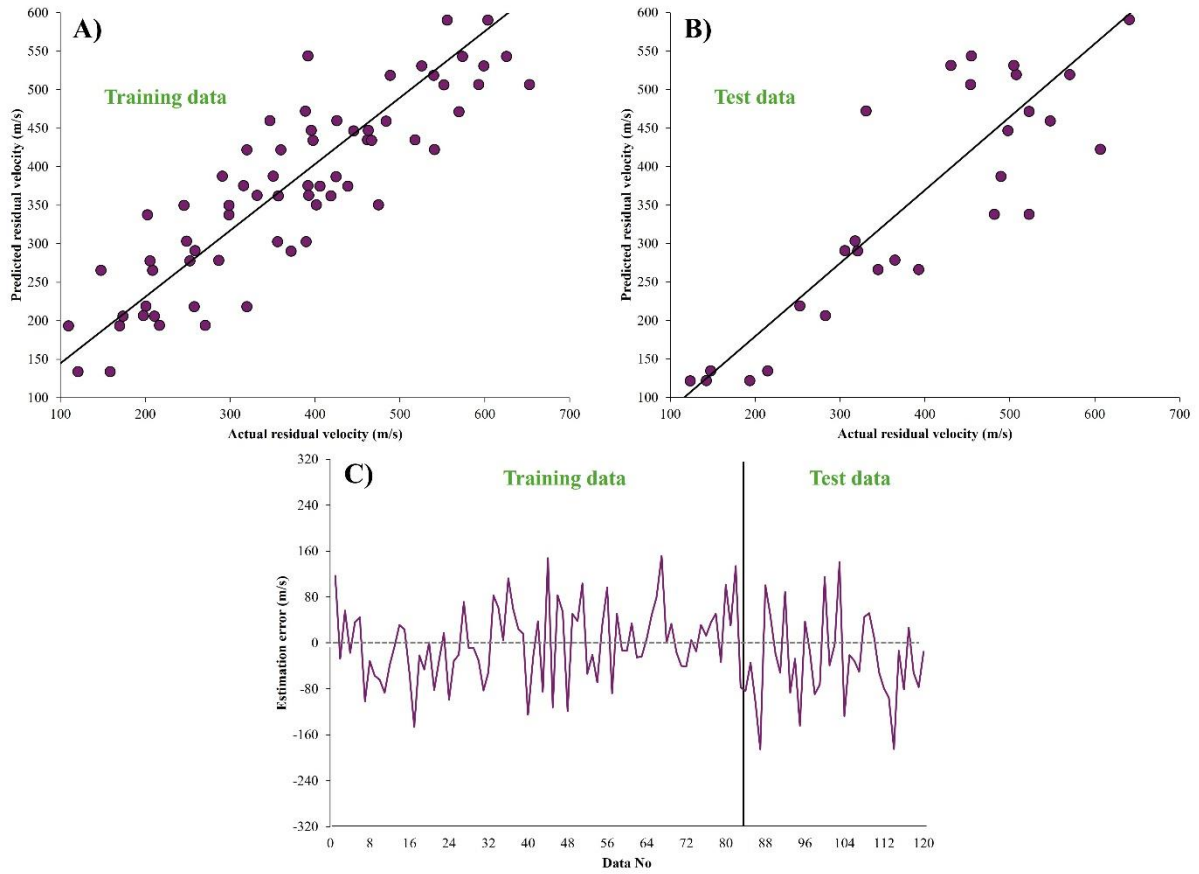 A)
Training data
Predicted residual velocity (m/s)
600
550
500
450
400
350
300
250
200
150
100
100 200 300 400 500 600 700
Actual residual velocity (m/s)
B)
Test data
Predicted residual velocity (m/s)
600
550
500
450
400
350
300
250
200
150
100
100 200 300 400 500 600 700
Actual residual velocity (m/s)
C)
Training data
Test data
Estimation error (m/s)
320
240
160
80
0
-80
-160
-240
-320
0 8 16 24 32 40 48 56 64 72 80 88 96 104 112 120
Data No